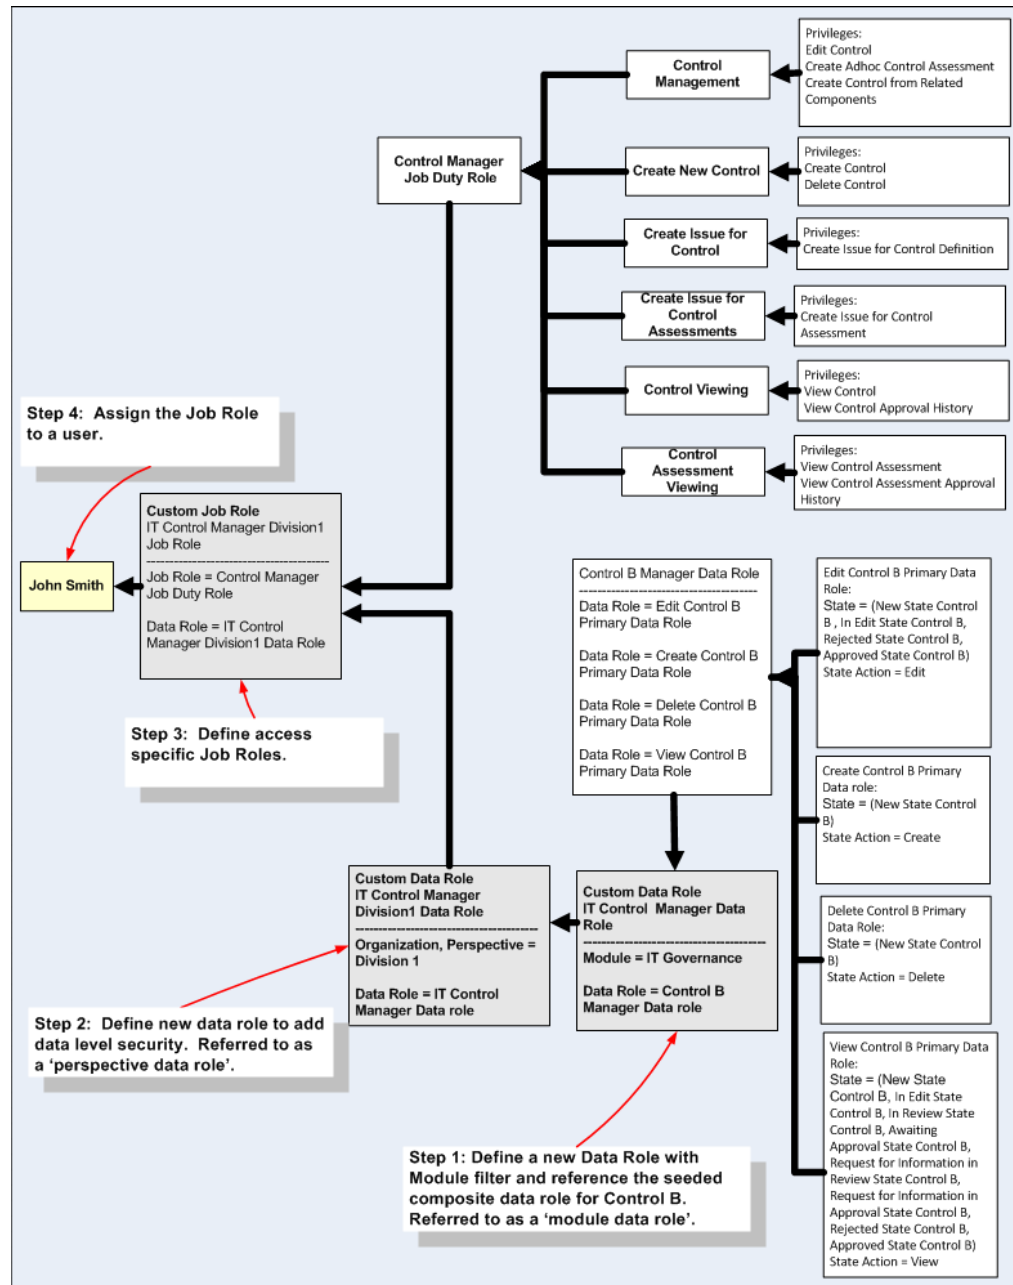 Privileges:
Edit Control
Create Adhoc Control Assessment
Create Control from Related
Components
Control
Management
Control Manager
Job Duty Role
Create New Control
Privileges:
Create Control
Delete Control
Create Issue for
Control
Privileges:
Create Issue for Control Definition
Create Issue for
Control
Assessments
Privileges:
Create Issue for Control
Assessment
Control Viewing
Privileges:
View Control
View Control Approval History
Control
Assessment
Viewing
Privileges:
View Control Assessment
View Control Assessment Approval
History
Step 4:  Assign the Job Role
to a user.
John Smith
Custom Job Role
IT Control Manager Division1
Job Role
----------------------------------------
Job Role = Control Manager
Job Duty Role
Data Role = IT Control
Manager Division1 Data Role
Step 3:  Define access
specific Job Roles.
Control B Manager Data Role
----------------------------------------
Data Role = Edit Control B
Primary Data Role
Data Role = Create Control B
Primary Data Role
Data Role = Delete Control B
Primary Data Role
Data Role = View Control B
Primary Data Role
Edit Control B Primary Data
Role:
State = (New State Control
B , In Edit State Control B,
Rejected State Control B,
Approved State Control B)
State Action = Edit
Create Control B Primary
Data role:
State = (New State Control
B)
State Action = Create
Delete Control B Primary
Data Role:
State = (New State Control
B)
State Action = Delete
View Control B Primary Data
Role:
State = (New State
Control B, In Edit State
Control B, In Review State
Control B, Awaiting
Approval State Control B,
Request for Information in
Review State Control B,
Request for Information in
Approval State Control B,
Rejected State Control B,
Approved State Control B)
State Action = View
Custom Data Role
IT Control Manager
Division1 Data Role
----------------------------------------
Organization, Perspective =
Division 1
Data Role = IT Control
Manager Data role
Custom Data Role
IT Control  Manager Data
Role
----------------------------------------
Module = IT Governance
Data Role = Control B
Manager Data role
Step 2:  Define new data role to add
data level security.  Referred to as
a ‘perspective data role’.
Step 1: Define a new Data Role with
Module filter and reference the seeded
composite data role for Control B.
Referred to as a ‘module data role’.